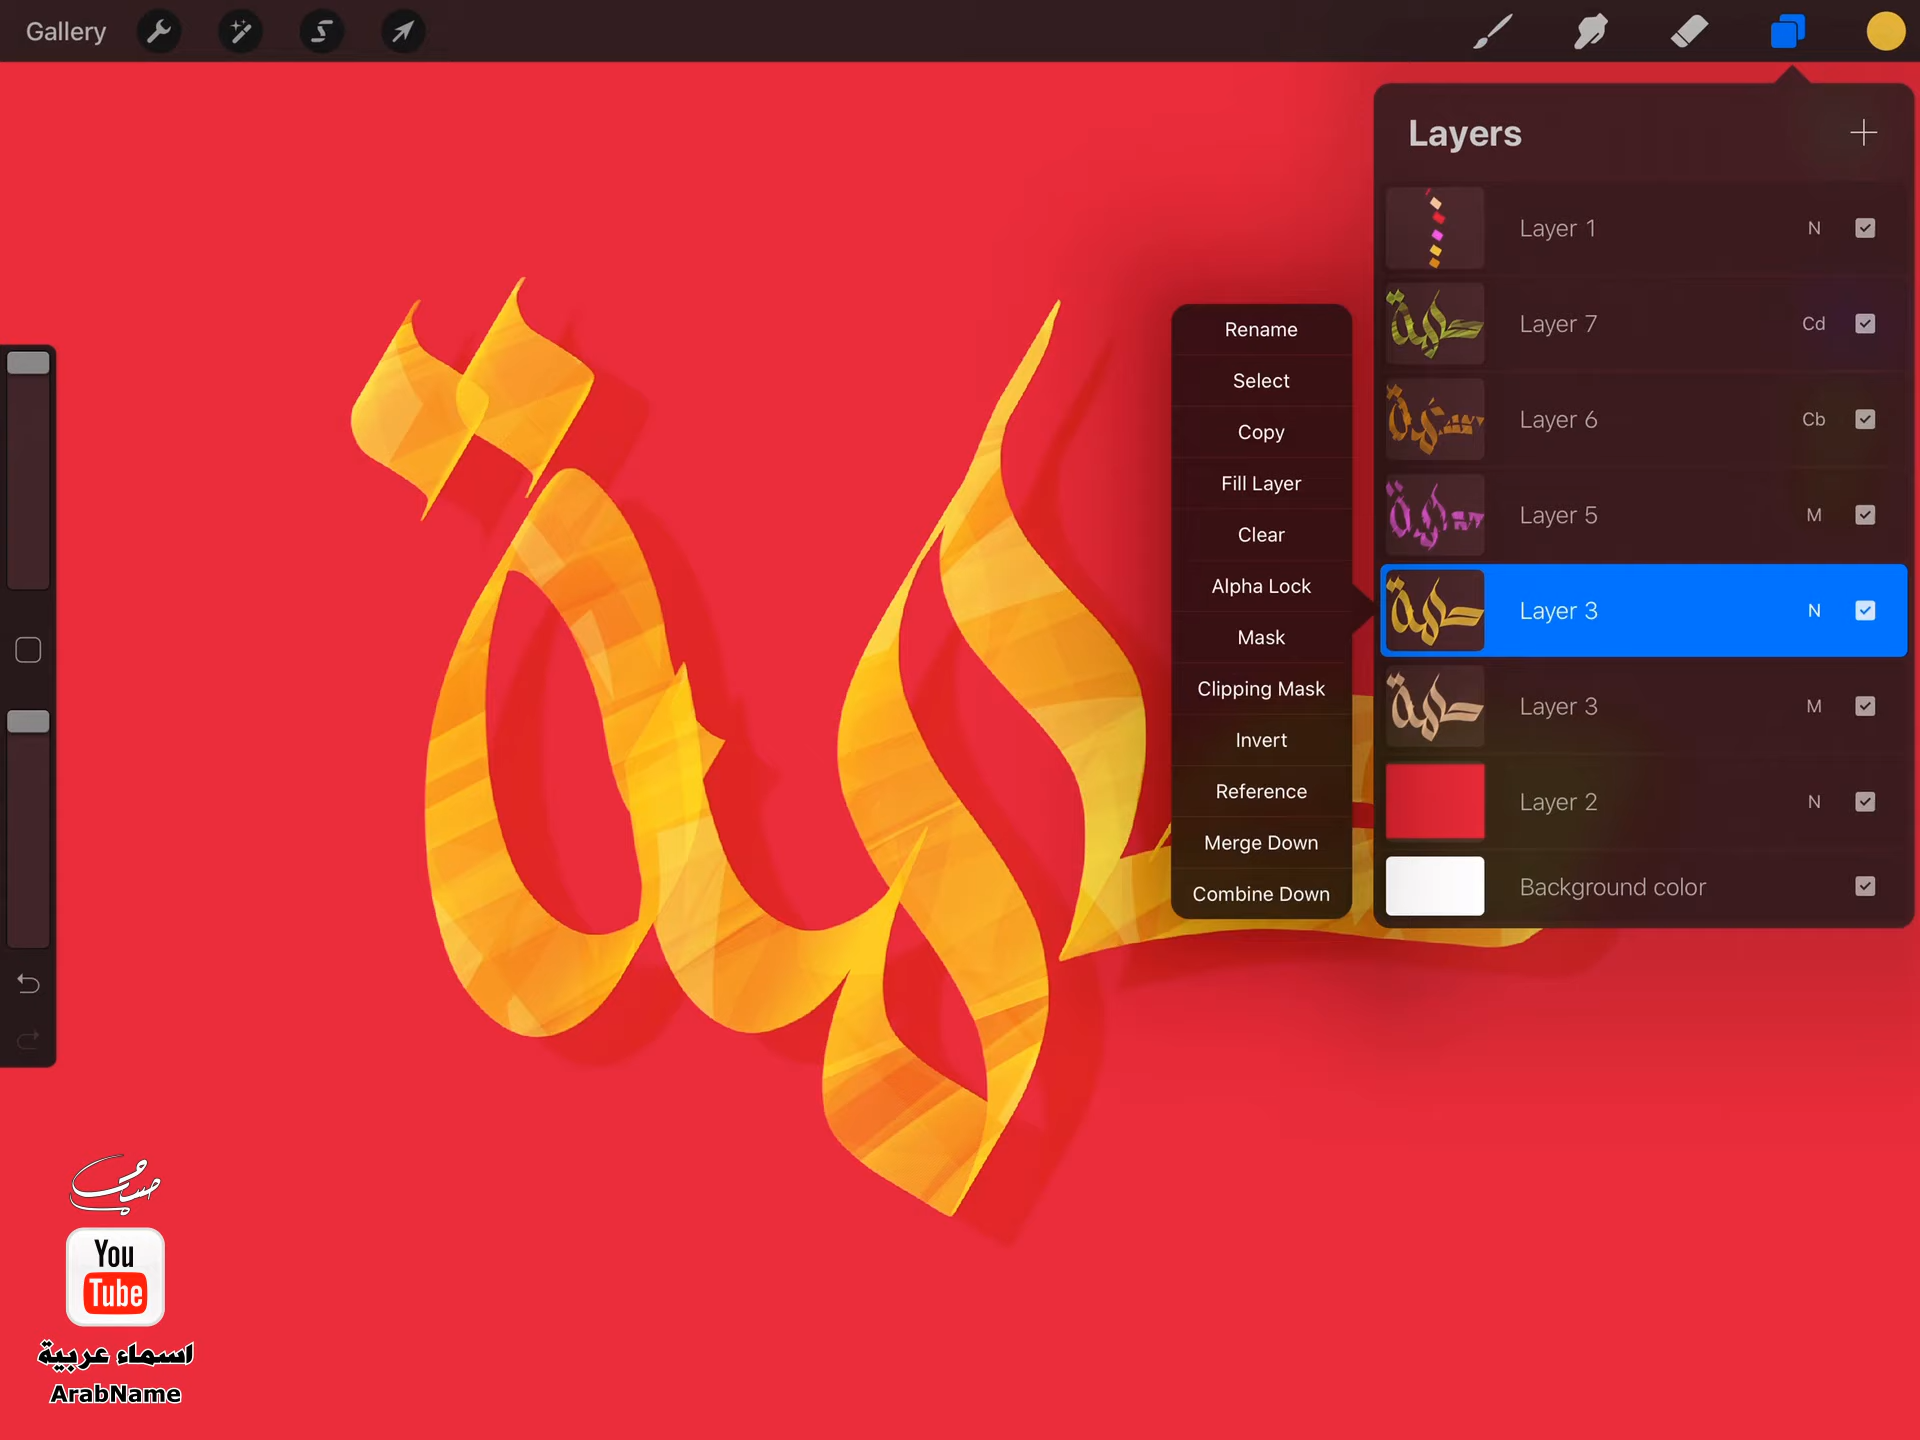 Gallery
Layers
Layer 1 N
Layer 7 Cd
Layer 6 Cb
Layer 5 M
Layer 3 N
Layer 3 M
Layer 2 N
Background color
Rename
Select
Copy
Fill Layer
Clear
Alpha Lock
Mask
Clipping Mask
Invert
Reference
Merge Down
Combine Down
You
Tube
اسماء عربية
ArabName